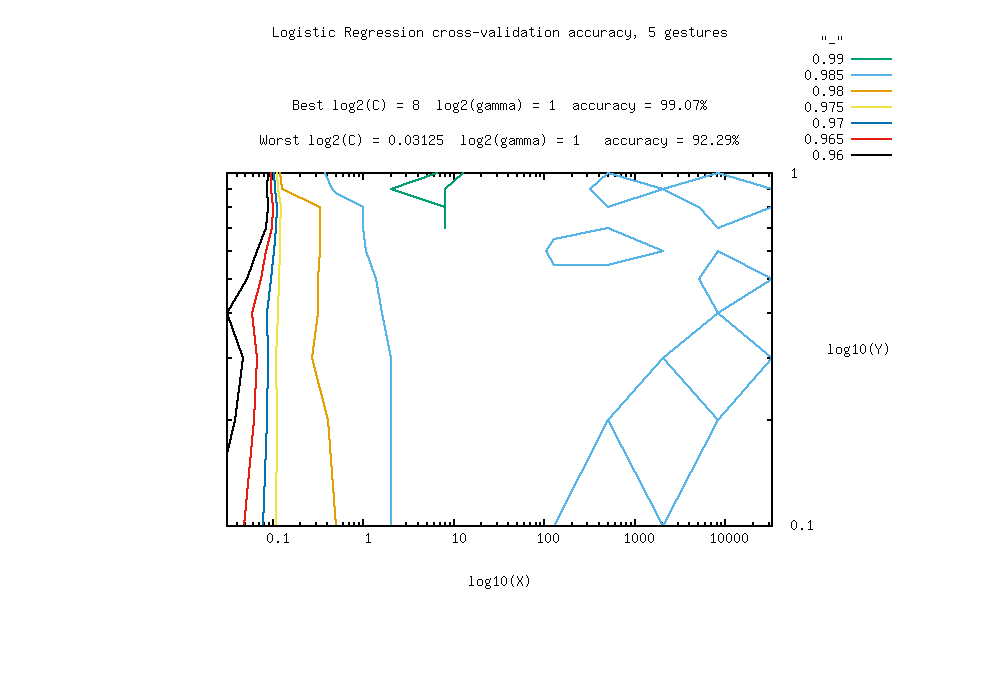 Logistic Regression cross-validation accuracy, 5 gestures
"_"
0.99
0.985
0.98
0.975
0.97
0.965
0.96
Best log2(C) = 8 log2(gamma) = 1 accuracy = 99.07%
Worst log2(C) = 0.03125 log2(gamma) = 1 accuracy = 92.29%
1
log10(Y)
0.1
0.1 1 10 100 1000 10000
log10(X)